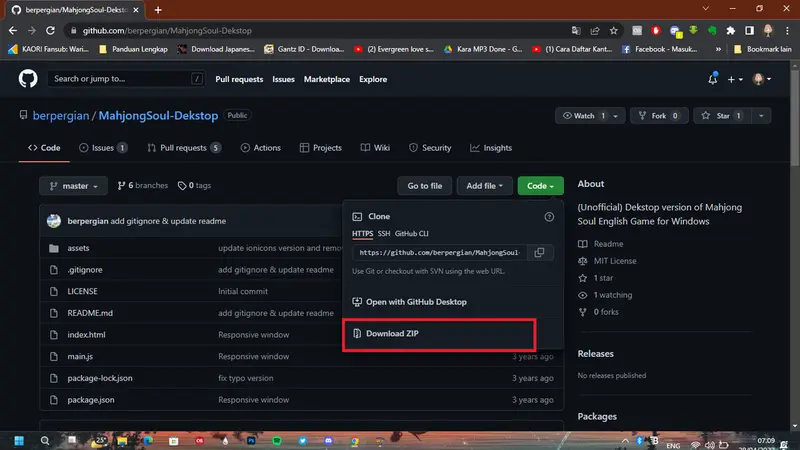 berpergian/MahjongSoul-Dekstop
github.com/berpergian/MahjongSoul-Dekstop
KAORI Fansub: Wari...
Panduan Lengkap
Download Japanes...
Gantz iD - Downloa...
(2) Evergreen love s...
Kara MP3 Done - G...
(1) Cara Daftar Kant...
Facebook - Masuk...
»
Bookmark lain
Search or jump to...
/
Pull requests
Issues
Marketplace
Explore
berpergian / MahjongSoul-Dekstop
Public
Watch 1
Fork 0
Star 1
<> Code
Issues 1
Pull requests 5
Actions
Projects
Wiki
Security
Insights
master
6 branches
0 tags
Go to file
Add file
Code
About
(Unofficial) Dekstop version of Mahjong
Soul English Game for Windows
Readme
MIT License
1 star
1 watching
0 forks
Releases
No releases published
Packages
berpergian add gitignore & update readme
assets
update ionicons version and remov
.gitignore
add gitignore & update readme
LICENSE
Initial commit
README.md
add gitignore & update readme
index.html
Responsive window
main.js
Responsive window
3 years ago
package-lock.json
fix typo version
3 years ago
package.json
Responsive window
3 years ago
Clone
HTTPS
SSH
GitHub CLI
https://github.com/berpergian/MahjongSoul-
Use Git or checkout with SVN using the web URL.
Open with GitHub Desktop
Download ZIP
25°
ENG
07.09